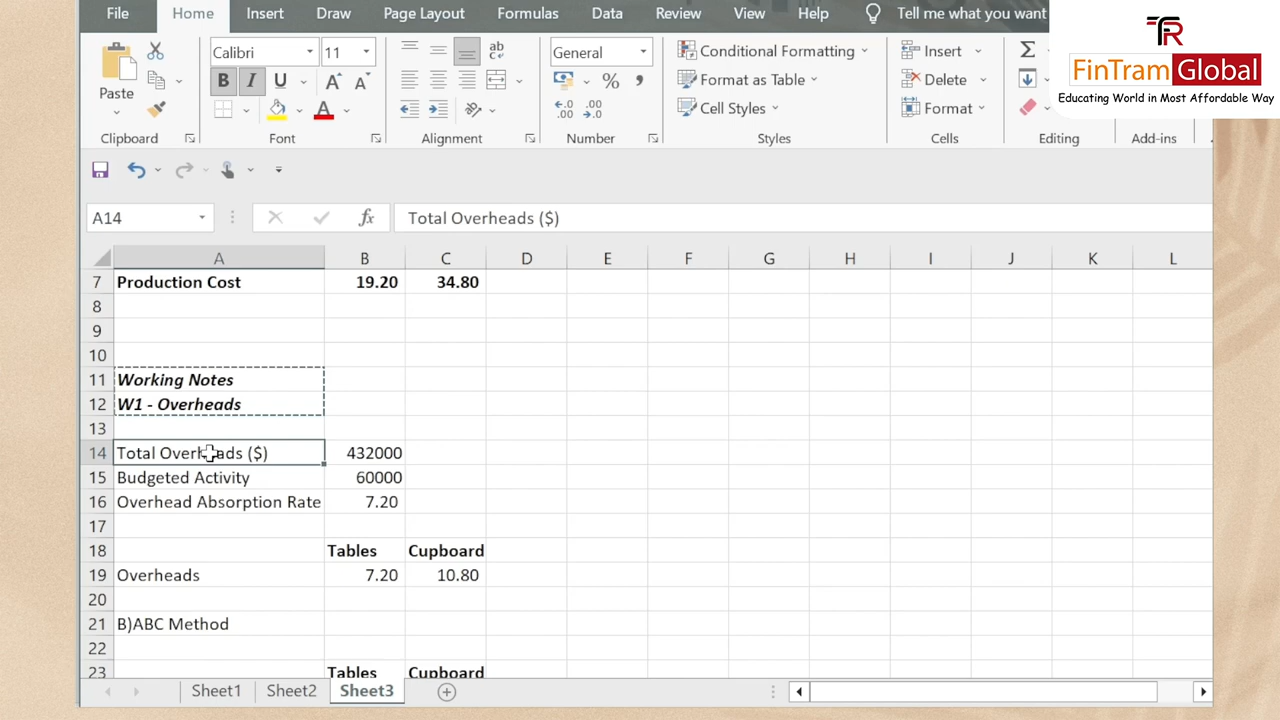 File Home Insert Draw Page Layout Formulas Data Review View Help Tell me what you want
TR
FinTram Global
Educating World in Most Affordable Way
Paste
Clipboard
Calibri 11
B I U A A
A
Font
ab
Alignment
General
% ,
.0 .00
Number
Conditional Formatting
Format as Table
Cell Styles
Styles
Insert
Delete
Format
Cells
Σ
Editing
Add-ins
A14 fx Total Overheads ($)
A B C D E F G H I J K L
7 Production Cost 19.20 34.80
8
9
10
11 Working Notes
12 W1 - Overheads
13
14 Total Overheads ($) 432000
15 Budgeted Activity 60000
16 Overhead Absorption Rate 7.20
17
18 Tables Cupboard
19 Overheads 7.20 10.80
20
21 B)ABC Method
22
23 Tables Cupboard
Sheet1 Sheet2 Sheet3